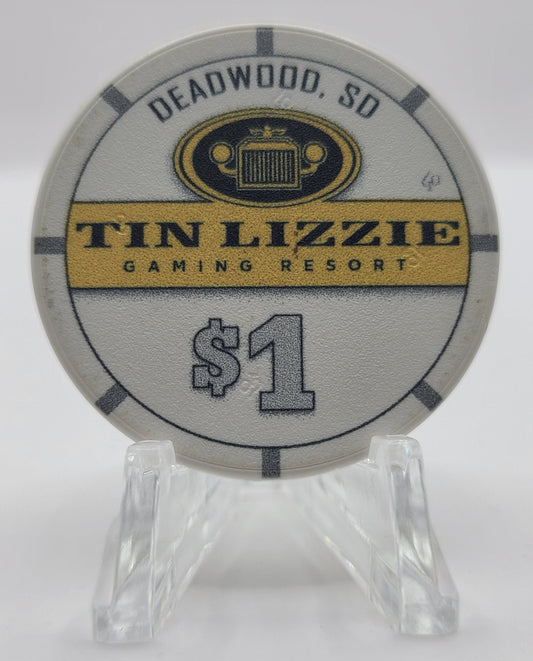 DEADWOOD, SD
TIN LIZZIE
GAMING RESORT
$1